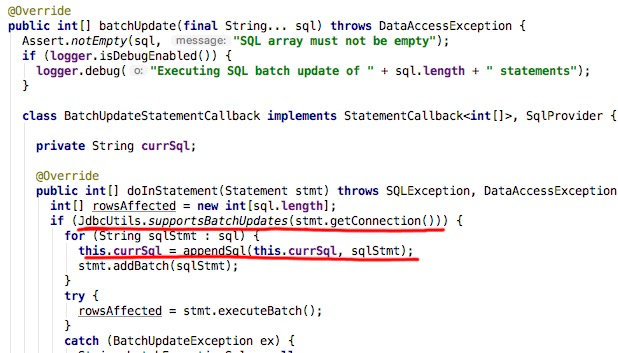 @Override
public int[] batchUpdate(final String... sql) throws DataAccessException {
Assert.notEmpty(sql, message: "SQL array must not be empty");
if (logger.isDebugEnabled()) {
logger.debug( o: "Executing SQL batch update of " + sql.length + " statements");
}
class BatchUpdateStatementCallback implements StatementCallback<int[]>, SqlProvider {
private String currSql;
@Override
public int[] doInStatement(Statement stmt) throws SQLException, DataAccessException
int[] rowsAffected = new int[sql.length];
if (JdbcUtils.supportsBatchUpdates(stmt.getConnection())) {
for (String sqlStmt : sql) {
this.currSql = appendSql(this.currSql, sqlStmt);
stmt.addBatch(sqlStmt);
}
try {
rowsAffected = stmt.executeBatch();
}
catch (BatchUpdateException ex) {